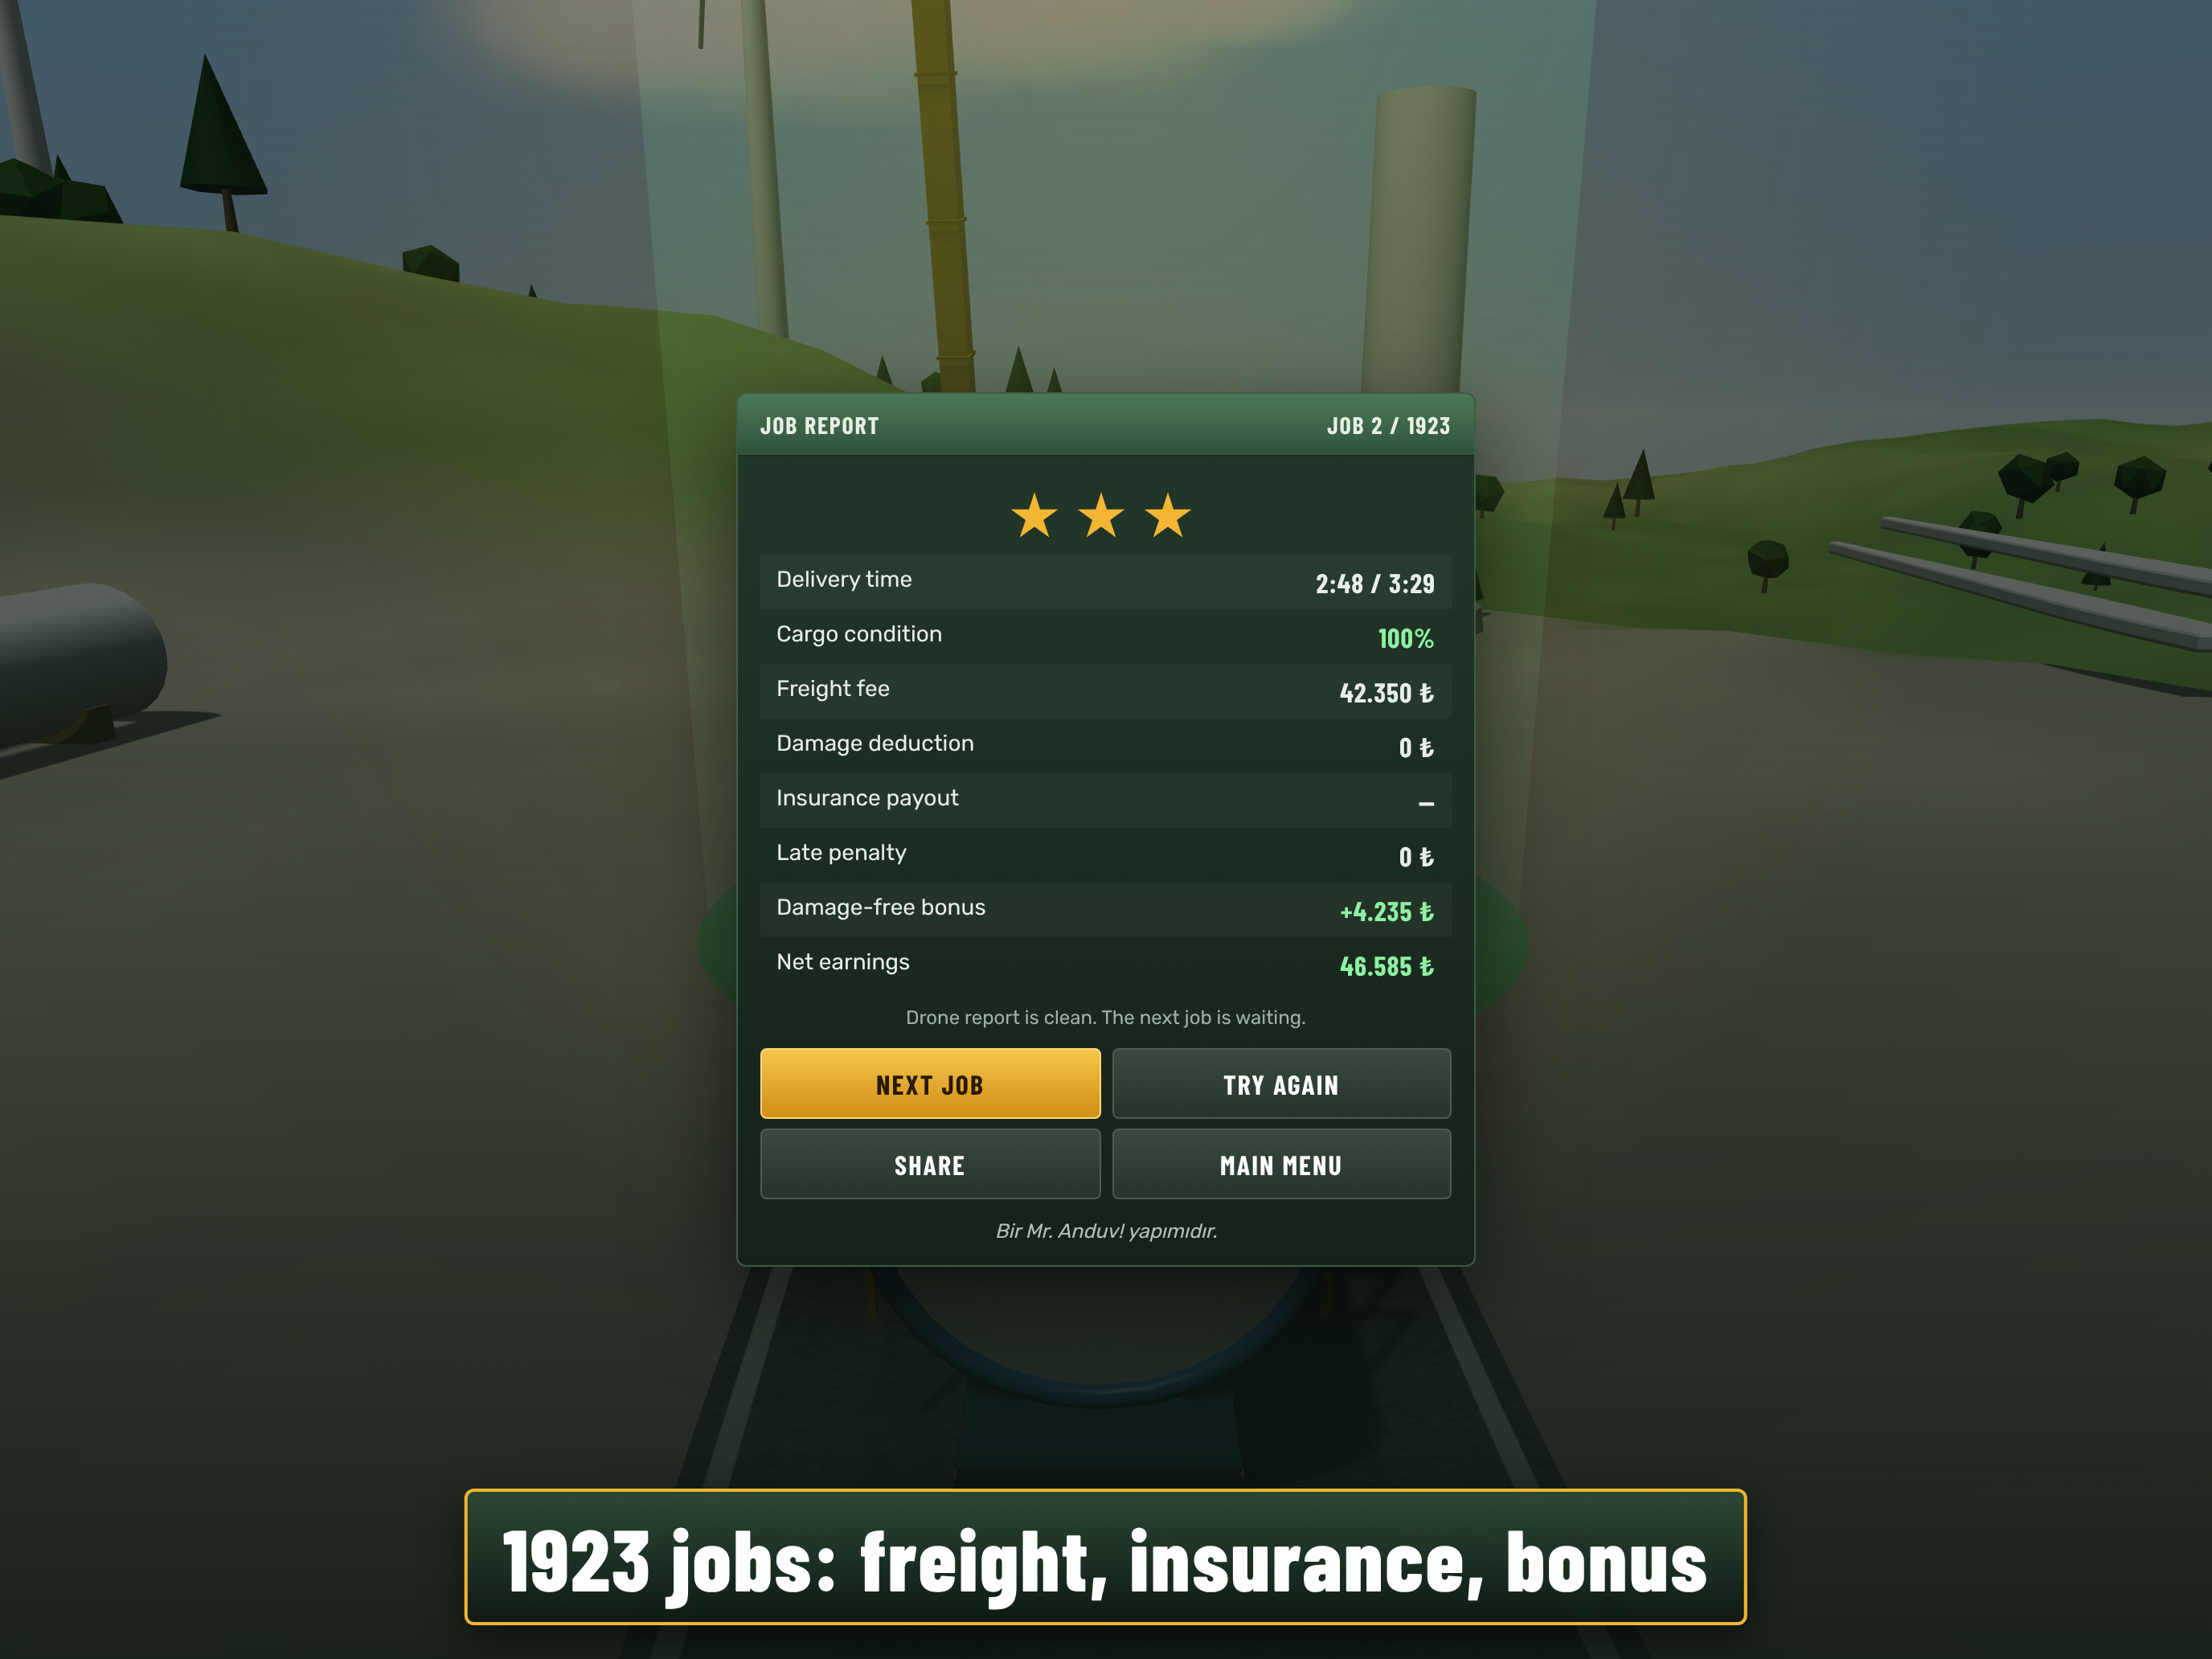 JOB REPORT JOB 2 / 1923
★ ★ ★
Delivery time 2:48 / 3:29
Cargo condition 100%
Freight fee 42.350 ₺
Damage deduction 0 ₺
Insurance payout –
Late penalty 0 ₺
Damage-free bonus +4.235 ₺
Net earnings 46.585 ₺
Drone report is clean. The next job is waiting.
NEXT JOB TRY AGAIN
SHARE MAIN MENU
Bir Mr. Anduv! yapımıdır.
1923 jobs: freight, insurance, bonus